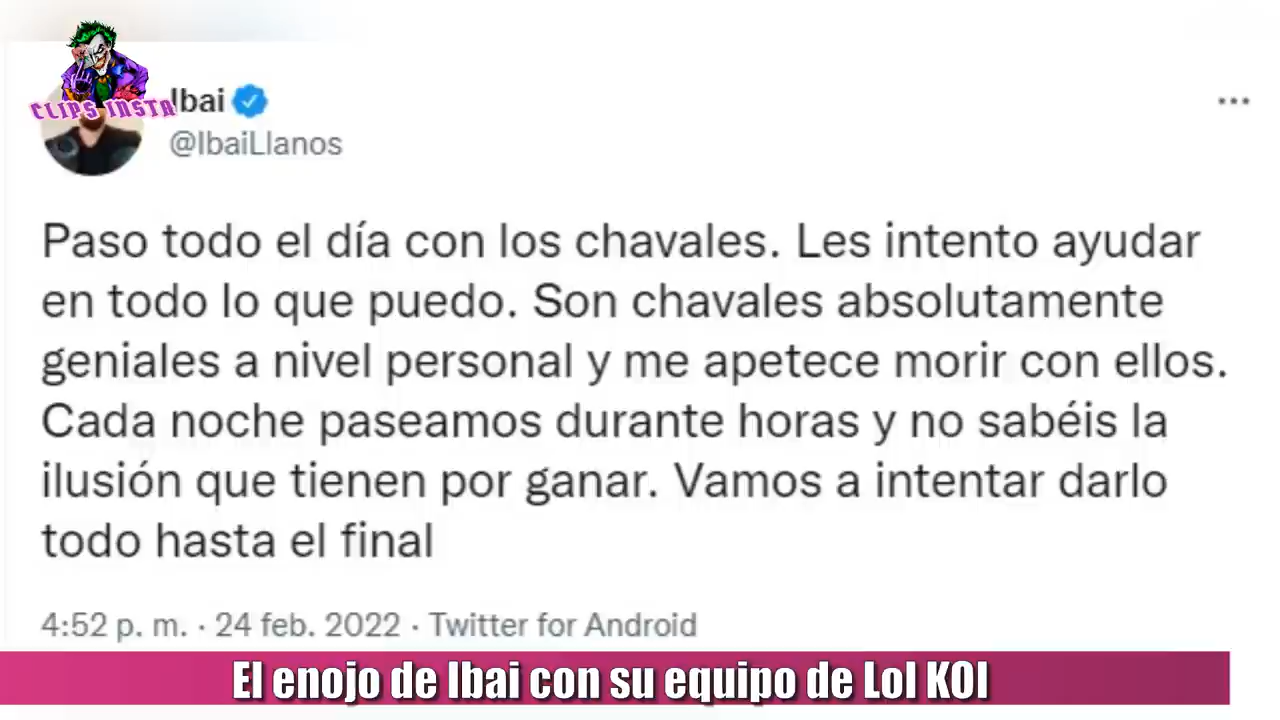 CLIPS INSTA
Ibai
@IbaiLlanos
Paso todo el día con los chavales. Les intento ayudar
en todo lo que puedo. Son chavales absolutamente
geniales a nivel personal y me apetece morir con ellos.
Cada noche paseamos durante horas y no sabéis la
ilusión que tienen por ganar. Vamos a intentar darlo
todo hasta el final
4:52 p. m. · 24 feb. 2022 · Twitter for Android
El enojo de Ibai con su equipo de Lol KOI